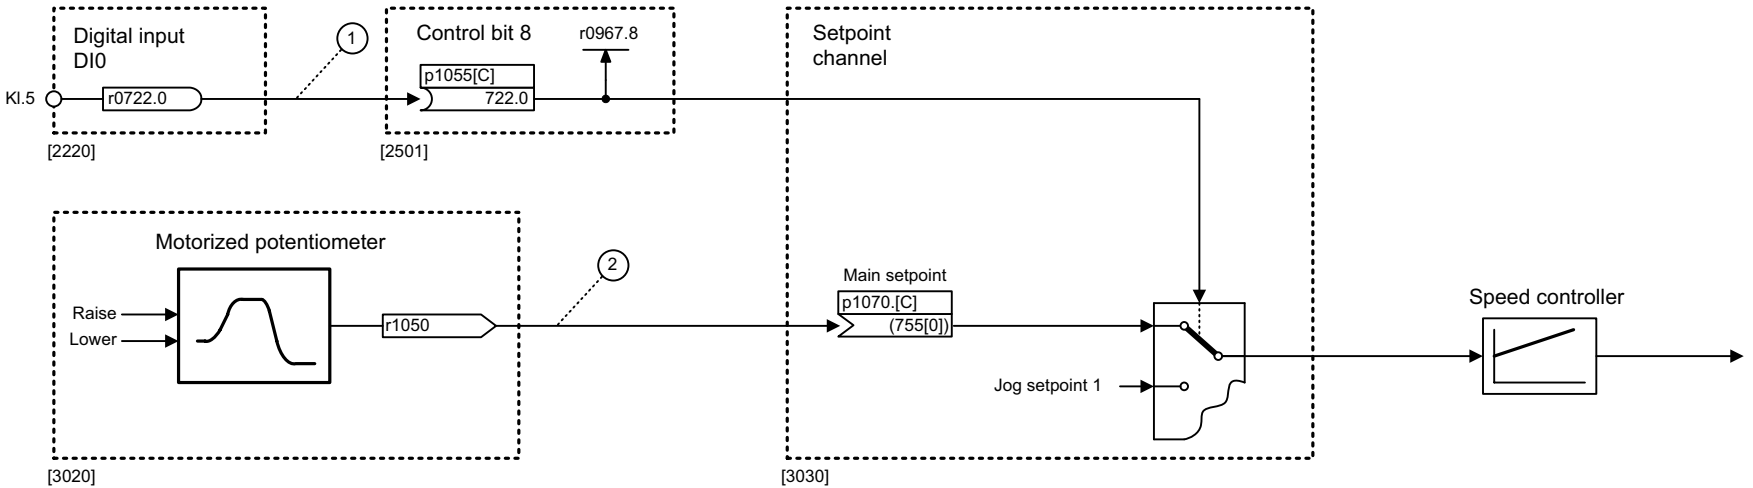 Digital input
DI0
1
Control bit 8
r0967.8
Setpoint
channel
p1055[C]
Kl.5
r0722.0
722.0
[2220]
[2501]
Motorized potentiometer
2
Main setpoint
Raise
Lower
r1050
p1070.[C]
(755[0])
Speed controller
Jog setpoint 1
[3020]
[3030]